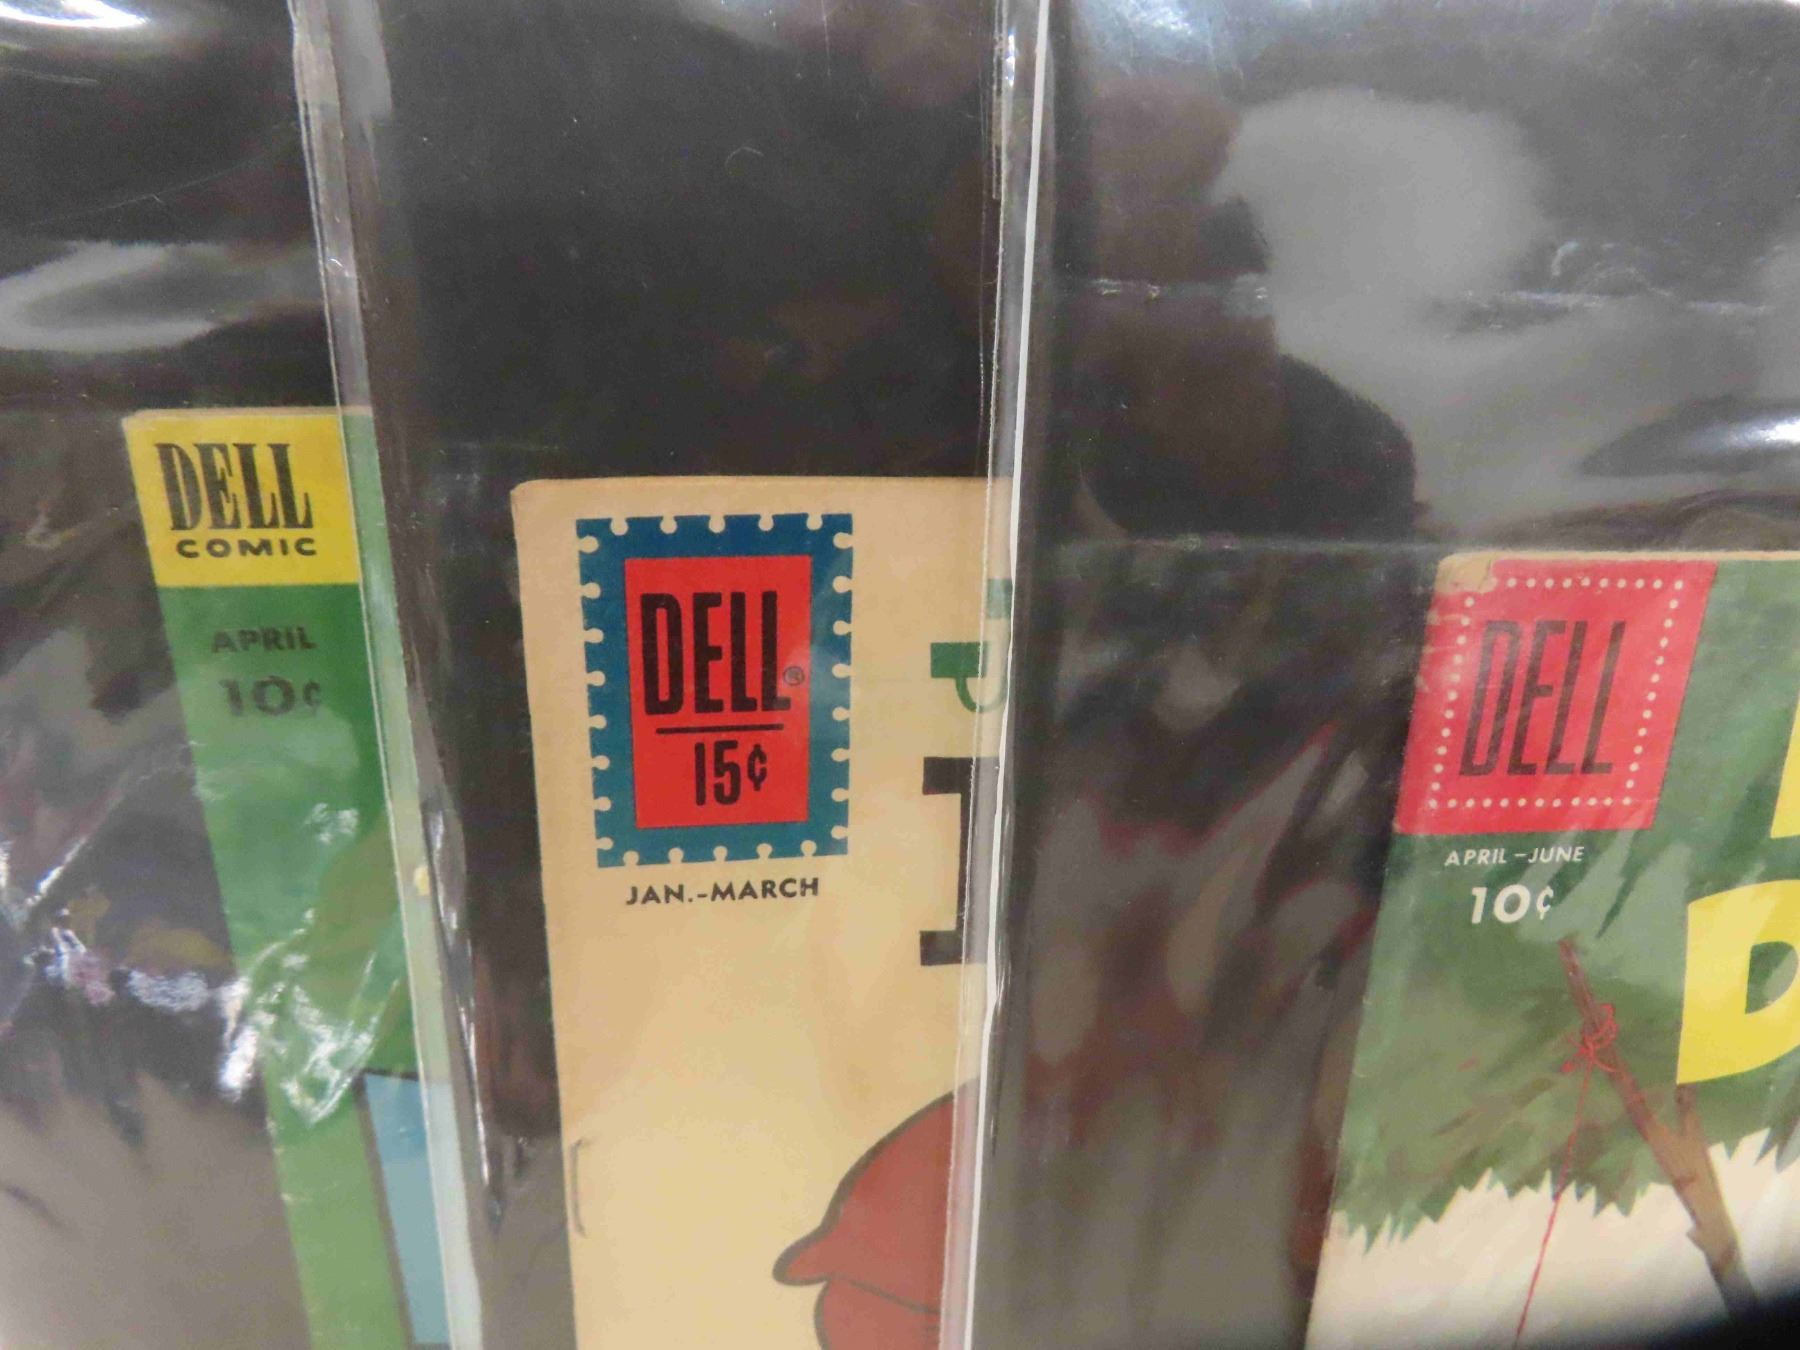 DELL
COMIC
APRIL
10¢
DELL®
15¢
JAN.-MARCH
DELL
APRIL-JUNE
10¢